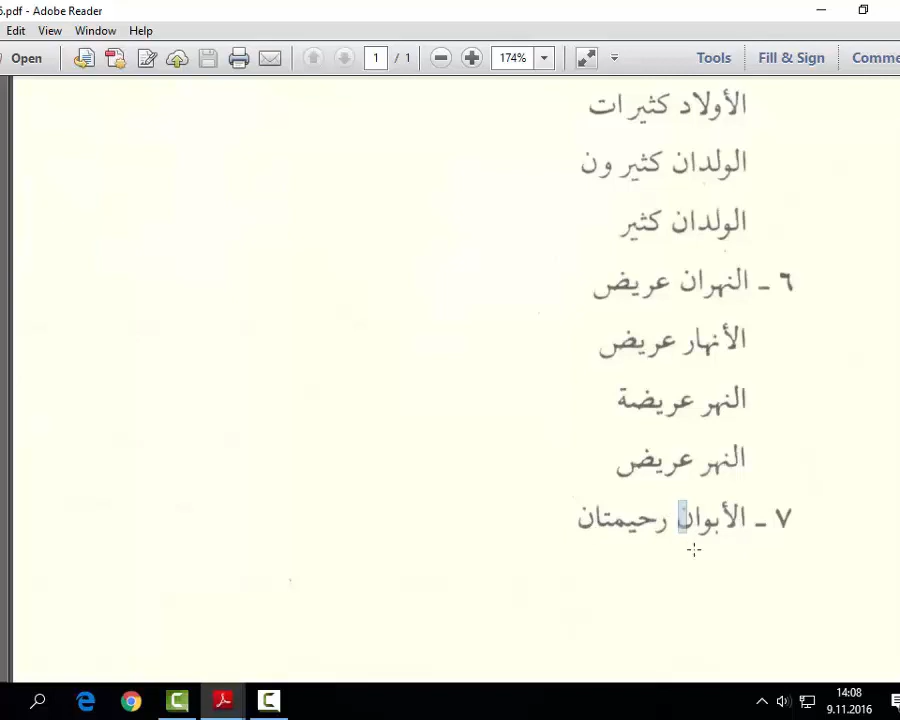 6.pdf - Adobe Reader
Edit View Window Help
Open 1 / 1 174% Tools Fill & Sign Comme
الأولاد كثيرات
الولدان كثيرون
الولدان كثير
٦ ـ النهران عريض
الأنهار عريض
النهر عريضة
النهر عريض
٧ ـ الأبوان رحيمتان
14:08
9.11.2016